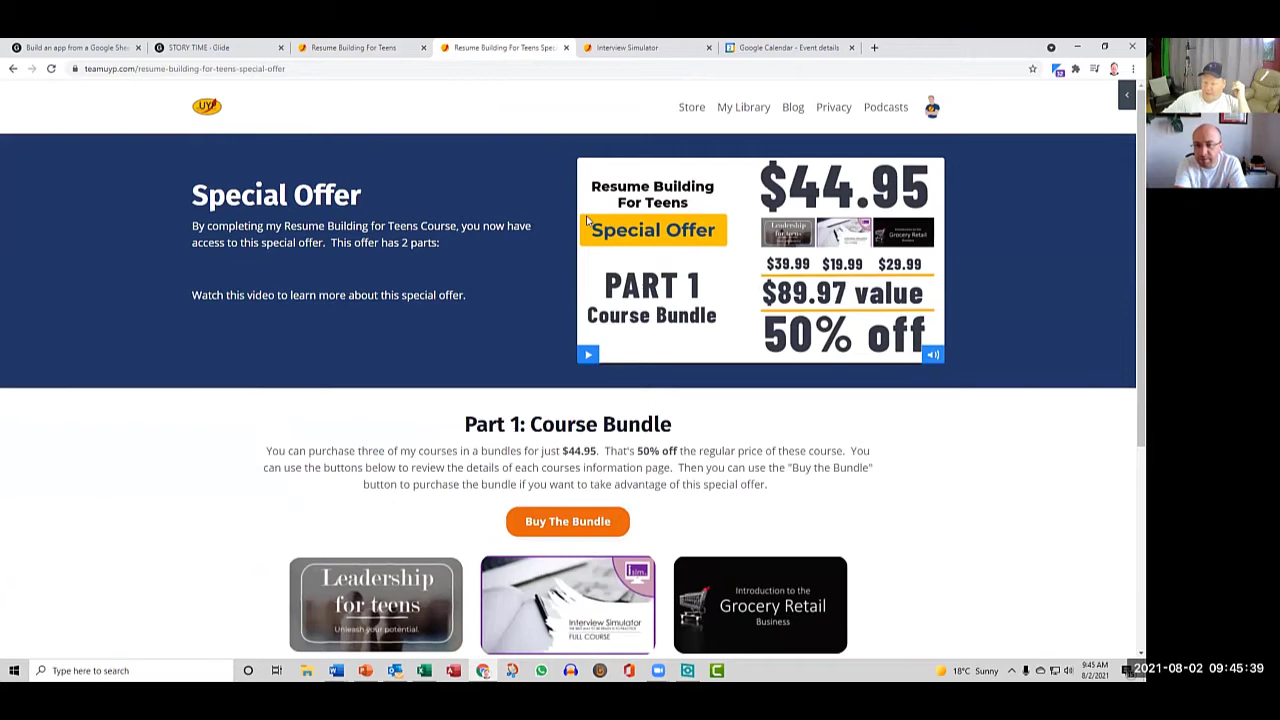 Build an app from a Google She
STORY TIME - Glide
Resume Building For Teens
Resume Building For Teens Spec
Interview Simulator
Google Calendar - Event details
teamuyp.com/resume-building-for-teens-special-offer
UYP
Store
My Library
Blog
Privacy
Podcasts
Special Offer
By completing my Resume Building for Teens Course, you now have
access to this special offer. This offer has 2 parts:
Watch this video to learn more about this special offer.
Resume Building
For Teens
Special Offer
PART 1
Course Bundle
$44.95
Leadership
for teens
Grocery Retail
$39.99 $19.99 $29.99
$89.97 value
50% off
Part 1: Course Bundle
You can purchase three of my courses in a bundles for just $44.95. That's 50% off the regular price of these course. You
can use the buttons below to review the details of each courses information page. Then you can use the "Buy the Bundle"
button to purchase the bundle if you want to take advantage of this special offer.
Buy The Bundle
Leadership
for teens
Unleash your potential.
isim.
Interview Simulator
FULL COURSE
Introduction to the
Grocery Retail
Business
Type here to search
18°C Sunny
9:45 AM
8/2/2021
2021-08-02 09:45:39